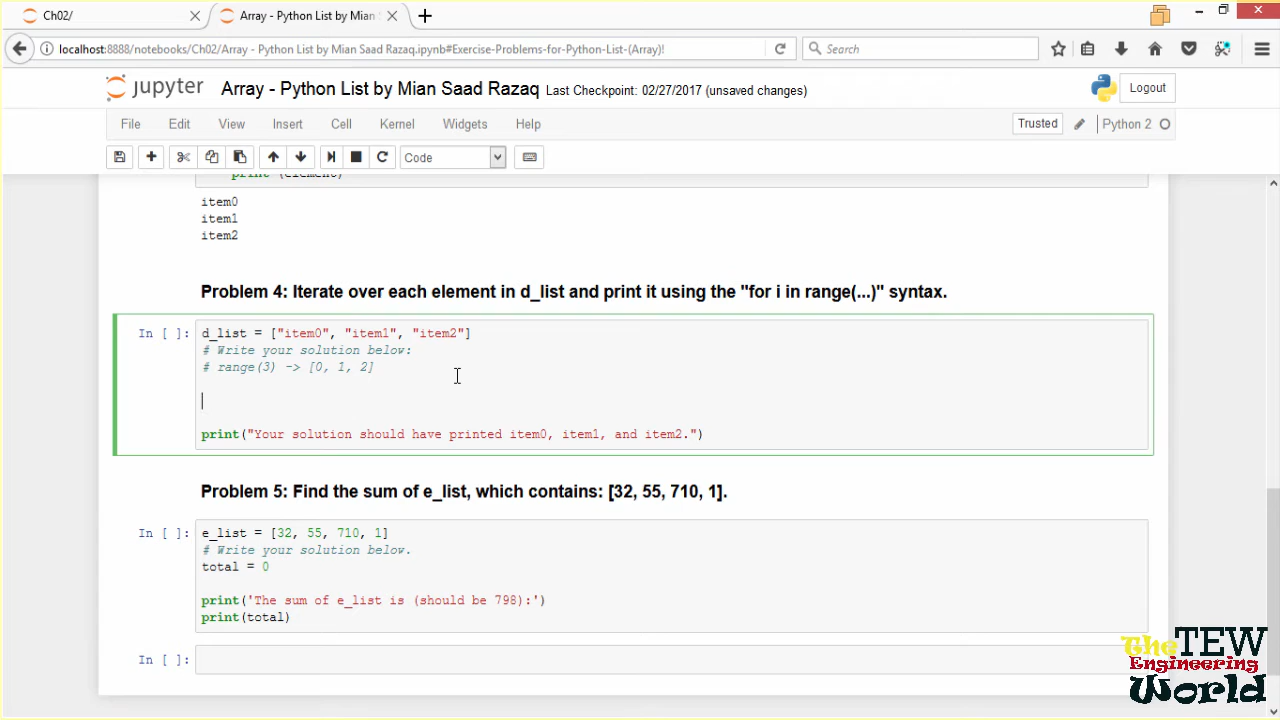 Ch02/
Array - Python List by Mian
localhost:8888/notebooks/Ch02/Array - Python List by Mian Saad Razaq.ipynb#Exercise-Problems-for-Python-List-(Array)!
Search
jupyter
Array - Python List by Mian Saad Razaq Last Checkpoint: 02/27/2017 (unsaved changes)
Logout
File Edit View Insert Cell Kernel Widgets Help
Trusted
Python 2
Code
print (element)
item0
item1
item2
Problem 4: Iterate over each element in d_list and print it using the "for i in range(...)" syntax.
In [ ]:
d_list = ["item0", "item1", "item2"]
# Write your solution below:
# range(3) -> [0, 1, 2]
print("Your solution should have printed item0, item1, and item2.")
Problem 5: Find the sum of e_list, which contains: [32, 55, 710, 1].
In [ ]:
e_list = [32, 55, 710, 1]
# Write your solution below.
total = 0
print('The sum of e_list is (should be 798):')
print(total)
In [ ]:
The TEW
Engineering
World